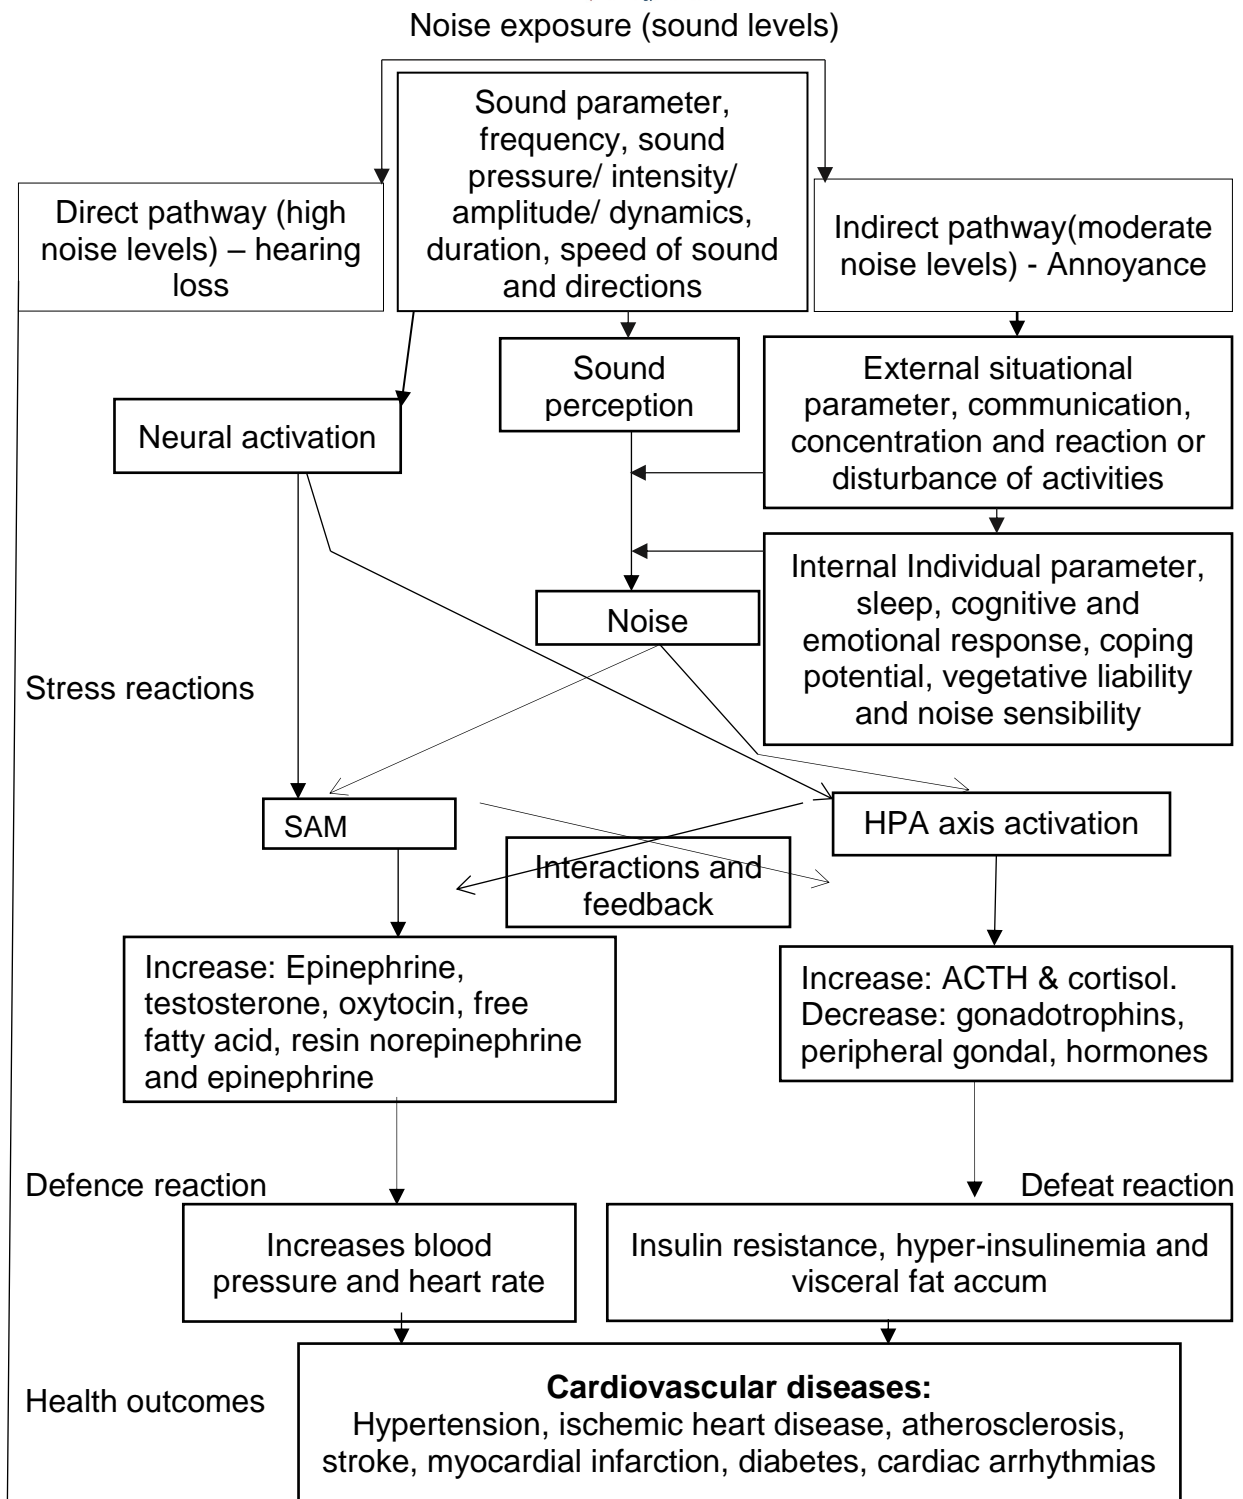 Noise exposure (sound levels)
Sound parameter,
frequency, sound
pressure/ intensity/
amplitude/ dynamics,
duration, speed of sound
and directions
Direct pathway (high
noise levels) – hearing
loss
Indirect pathway(moderate
noise levels) - Annoyance
Sound
perception
External situational
parameter, communication,
concentration and reaction or
disturbance of activities
Neural activation
Internal Individual parameter,
sleep, cognitive and
emotional response, coping
potential, vegetative liability
and noise sensibility
Noise
Stress reactions
SAM
HPA axis activation
Interactions and
feedback
Increase: Epinephrine,
testosterone, oxytocin, free
fatty acid, resin norepinephrine
and epinephrine
Increase: ACTH & cortisol.
Decrease: gonadotrophins,
peripheral gondal, hormones
Defence reaction
Defeat reaction
Increases blood
pressure and heart rate
Insulin resistance, hyper-insulinemia and
visceral fat accum
Health outcomes
Cardiovascular diseases:
Hypertension, ischemic heart disease, atherosclerosis,
stroke, myocardial infarction, diabetes, cardiac arrhythmias